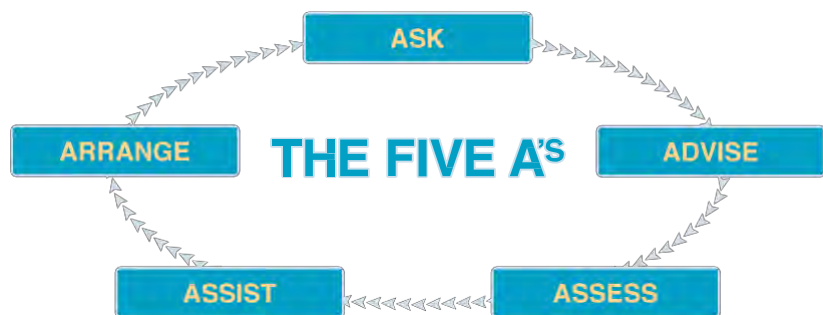 ASK
ARRANGE
THE FIVE A'S
ADVISE
ASSIST
ASSESS